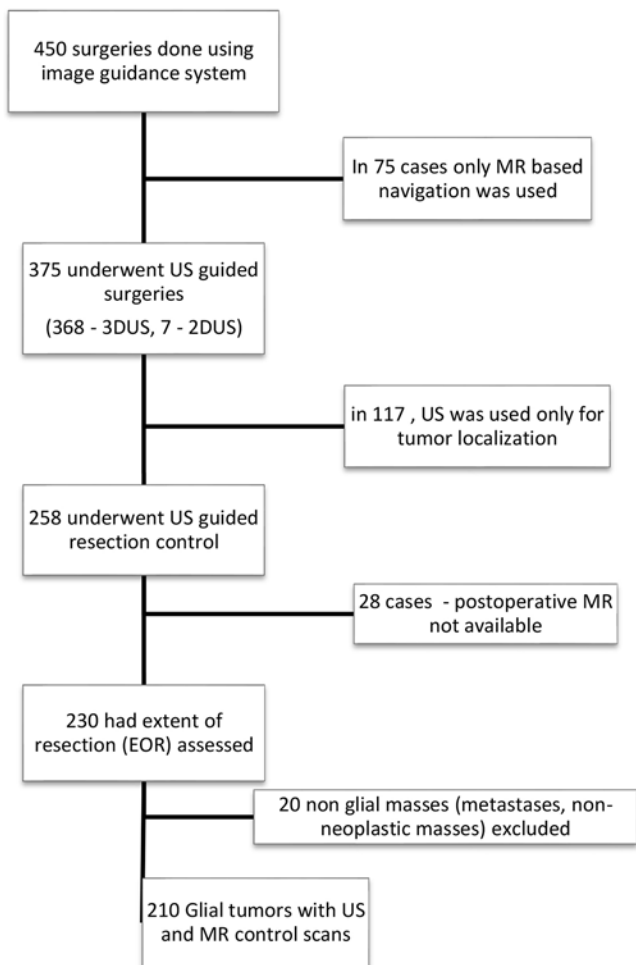 450 surgeries done using
image guidance system
In 75 cases only MR based
navigation was used
375 underwent US guided
surgeries
(368 - 3DUS, 7 - 2DUS)
in 117 , US was used only for
tumor localization
258 underwent US guided
resection control
28 cases  - postoperative MR
not available
230 had extent of
resection (EOR) assessed
20 non glial masses (metastases, non-
neoplastic masses) excluded
210 Glial tumors with US
and MR control scans